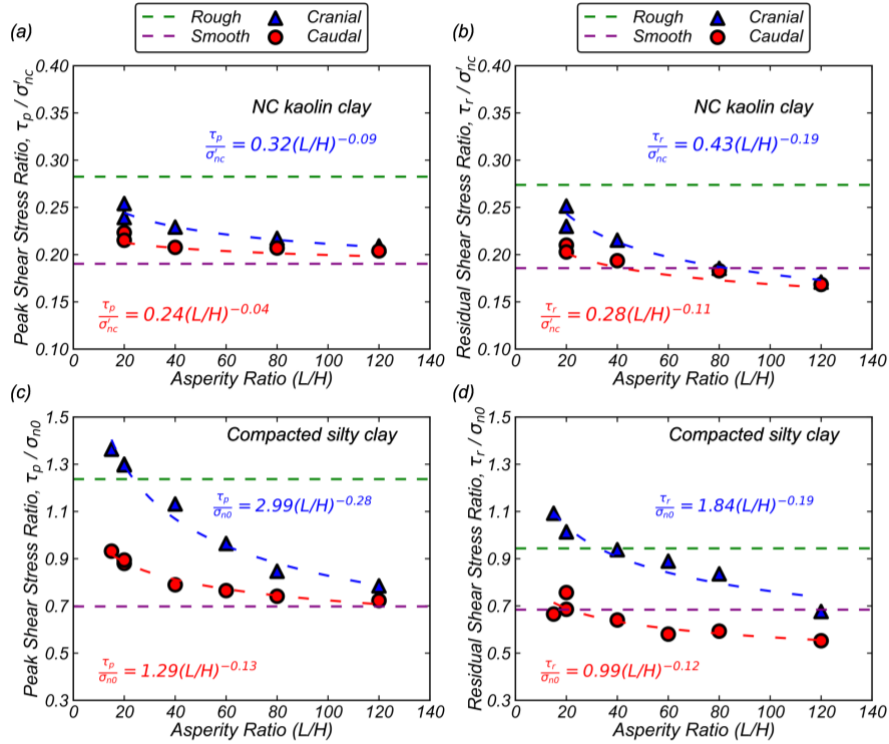 Rough Cranial
Smooth Caudal
Rough Cranial
Smooth Caudal
(a)
Peak Shear Stress Ratio, τp / σ′nc
0.40
0.35
0.30
0.25
0.20
0.15
0.10
NC kaolin clay
τp/σ′nc = 0.32(L/H)^−0.09
τp/σ′nc = 0.24(L/H)^−0.04
0 20 40 60 80 100 120 140
Asperity Ratio (L/H)
(b)
Residual Shear Stress Ratio, τr / σ′nc
0.40
0.35
0.30
0.25
0.20
0.15
0.10
NC kaolin clay
τr/σ′nc = 0.43(L/H)^−0.19
τr/σ′nc = 0.28(L/H)^−0.11
0 20 40 60 80 100 120 140
Asperity Ratio (L/H)
(c)
Peak Shear Stress Ratio, τp / σn0
1.5
1.3
1.1
0.9
0.7
0.5
0.3
Compacted silty clay
τp/σn0 = 2.99(L/H)^−0.28
τp/σn0 = 1.29(L/H)^−0.13
0 20 40 60 80 100 120 140
Asperity Ratio (L/H)
(d)
Residual Shear Stress Ratio, τr / σn0
1.5
1.3
1.1
0.9
0.7
0.5
0.3
Compacted silty clay
τr/σn0 = 1.84(L/H)^−0.19
τr/σn0 = 0.99(L/H)^−0.12
0 20 40 60 80 100 120 140
Asperity Ratio (L/H)